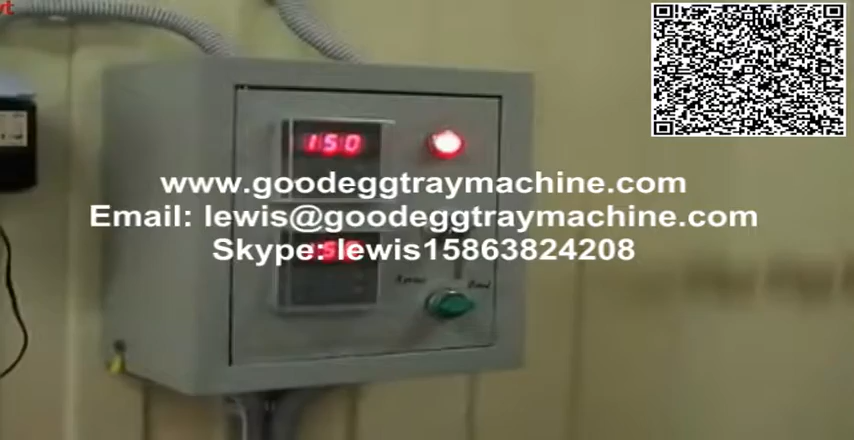 150
www.goodeggtraymachine.com
Email: lewis@goodeggtraymachine.com
Skype: lewis15863824208